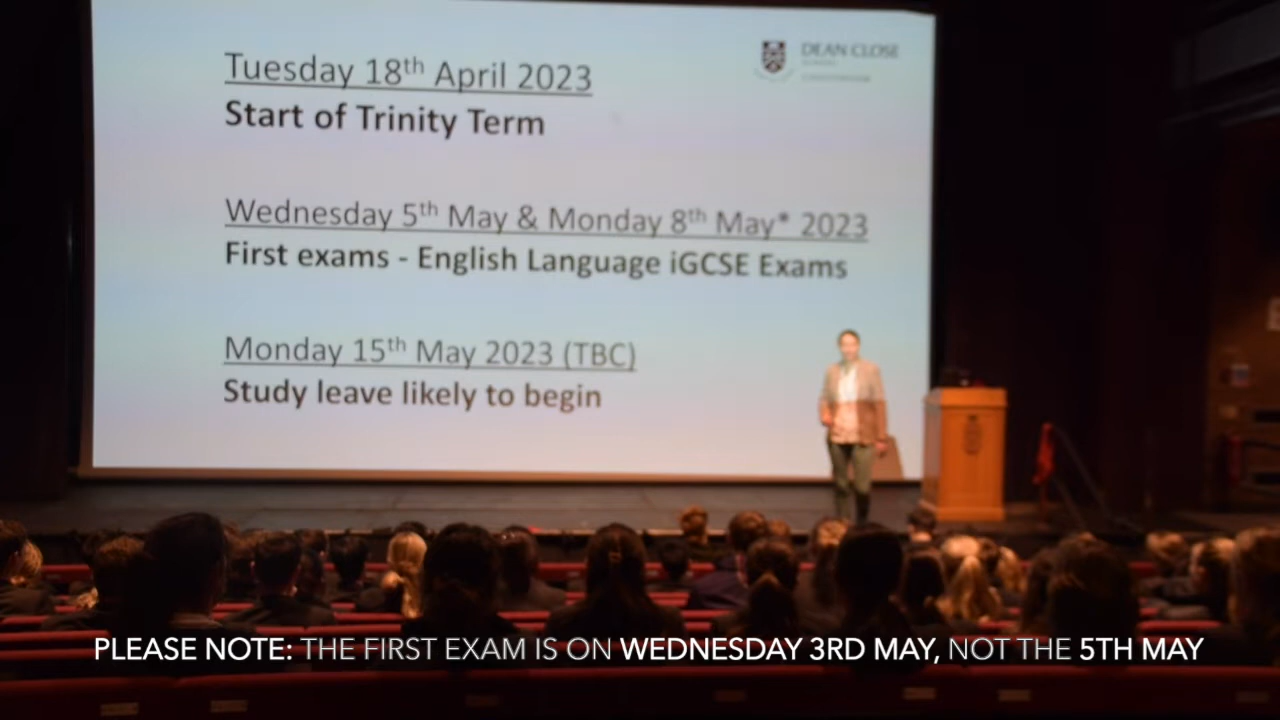 DEAN CLOSE
Tuesday 18th April 2023
Start of Trinity Term
Wednesday 5th May & Monday 8th May* 2023
First exams - English Language iGCSE Exams
Monday 15th May 2023 (TBC)
Study leave likely to begin
PLEASE NOTE: THE FIRST EXAM IS ON WEDNESDAY 3RD MAY, NOT THE 5TH MAY